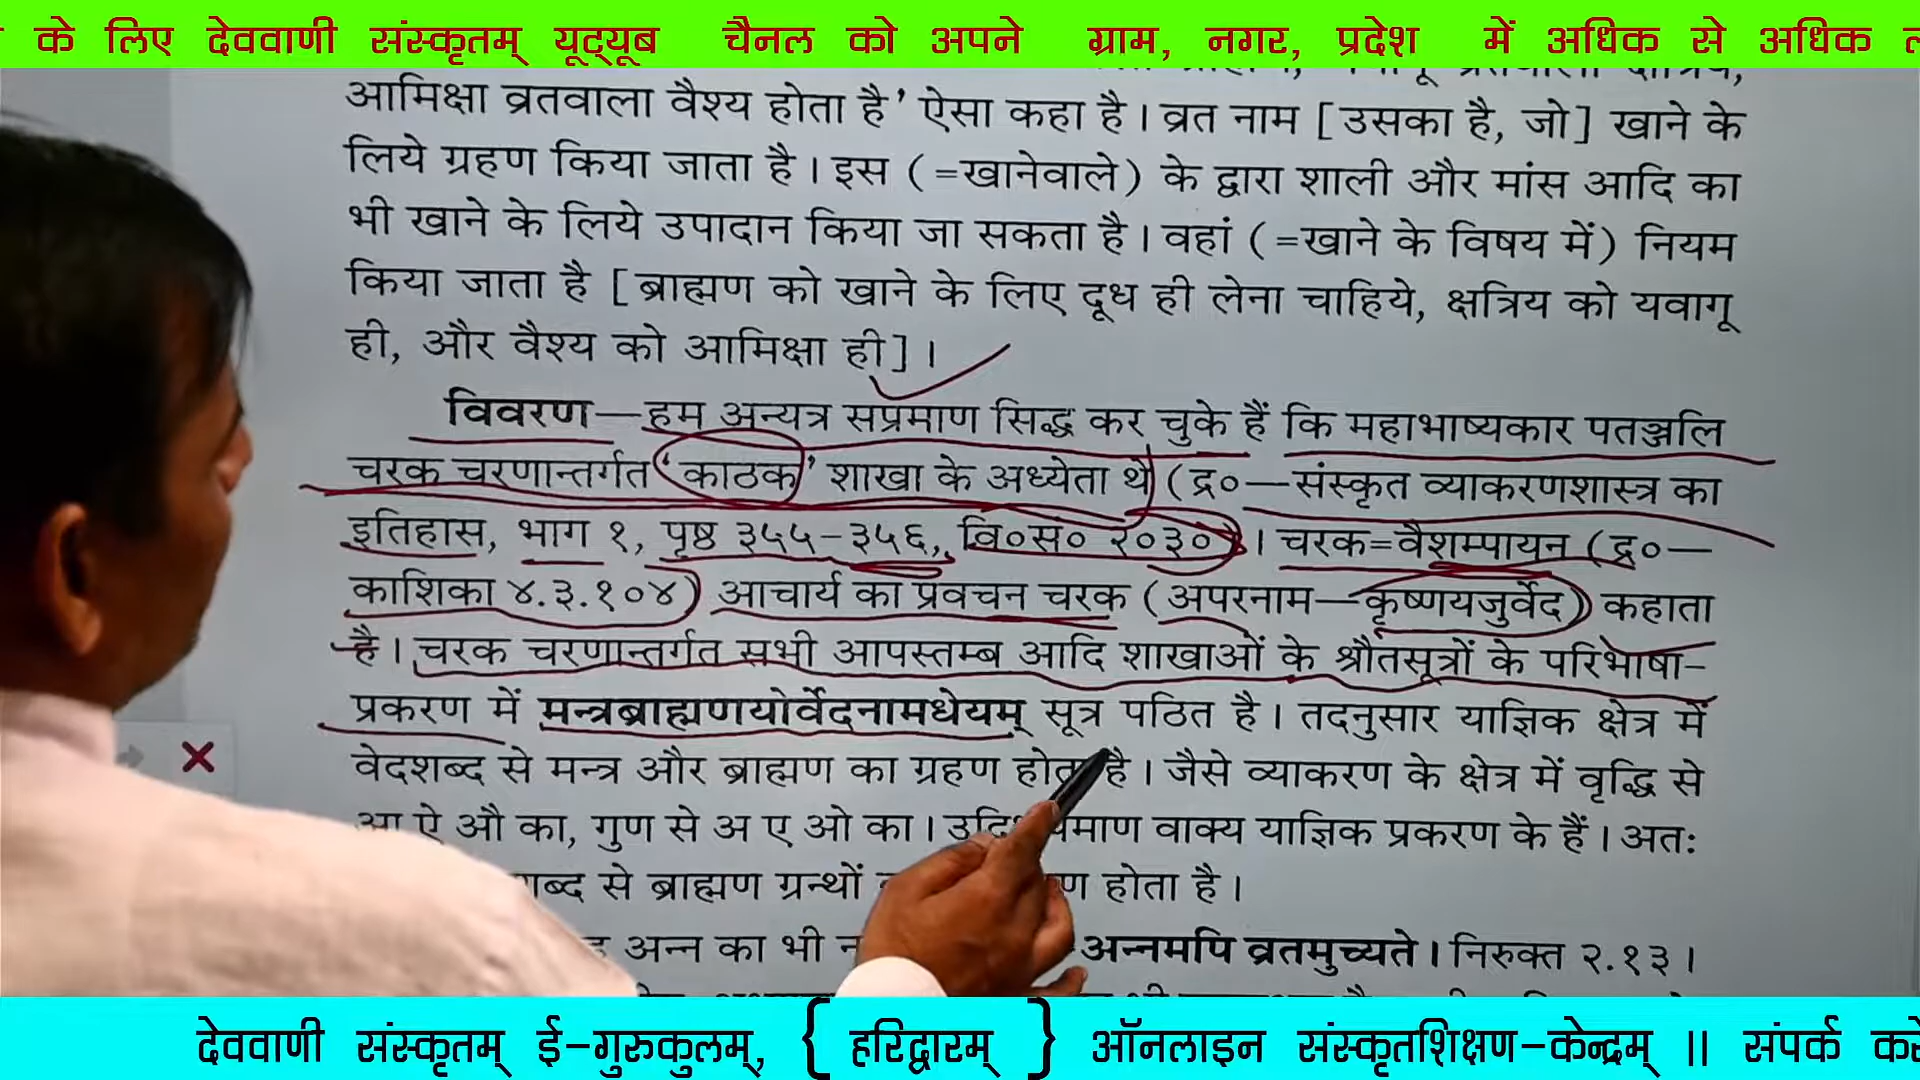 के लिए देववाणी संस्कृतम् यूट्यूब चैनल को अपने ग्राम, नगर, प्रदेश में अधिक से अधिक
आमिक्षा व्रतवाला वैश्य होता है’ ऐसा कहा है। व्रत नाम [उसका है, जो] खाने के
लिये ग्रहण किया जाता है। इस (=खानेवाले) के द्वारा शाली और मांस आदि का
भी खाने के लिये उपादान किया जा सकता है। वहां (=खाने के विषय में) नियम
किया जाता है [ब्राह्मण को खाने के लिए दूध ही लेना चाहिये, क्षत्रिय को यवागू
ही, और वैश्य को आमिक्षा ही]।
विवरण—हम अन्यत्र सप्रमाण सिद्ध कर चुके हैं कि महाभाष्यकार पतञ्जलि
चरक चरणान्तर्गत ‘काठक’ शाखा के अध्येता थे (द्र०—संस्कृत व्याकरणशास्त्र का
इतिहास, भाग १, पृष्ठ ३५५-३५६, वि०सं० २०३०)। चरक=वैशम्पायन (द्र०—
काशिका ४.३.१०४) आचार्य का प्रवचन चरक (अपरनाम—कृष्णयजुर्वेद) कहाता
है। चरक चरणान्तर्गत सभी आपस्तम्ब आदि शाखाओं के श्रौतसूत्रों के परिभाषा-
प्रकरण में मन्त्रब्राह्मणयोर्वेदनामधेयम् सूत्र पठित है। तदनुसार याज्ञिक क्षेत्र में
वेदशब्द से मन्त्र और ब्राह्मण का ग्रहण होता है। जैसे व्याकरण के क्षेत्र में वृद्धि से
आ ऐ औ का, गुण से अ ए ओ का। वाक्य याज्ञिक प्रकरण के हैं। अतः
से ब्राह्मण ग्रन्थों होता है।
अन्न का भी अन्नमपि व्रतमुच्यते। निरुक्त २.१३।
देववाणी संस्कृतम् ई-गुरुकुलम्, { हरिद्वारम् } ऑनलाइन संस्कृतशिक्षण-केन्द्रम् ॥ संपर्क